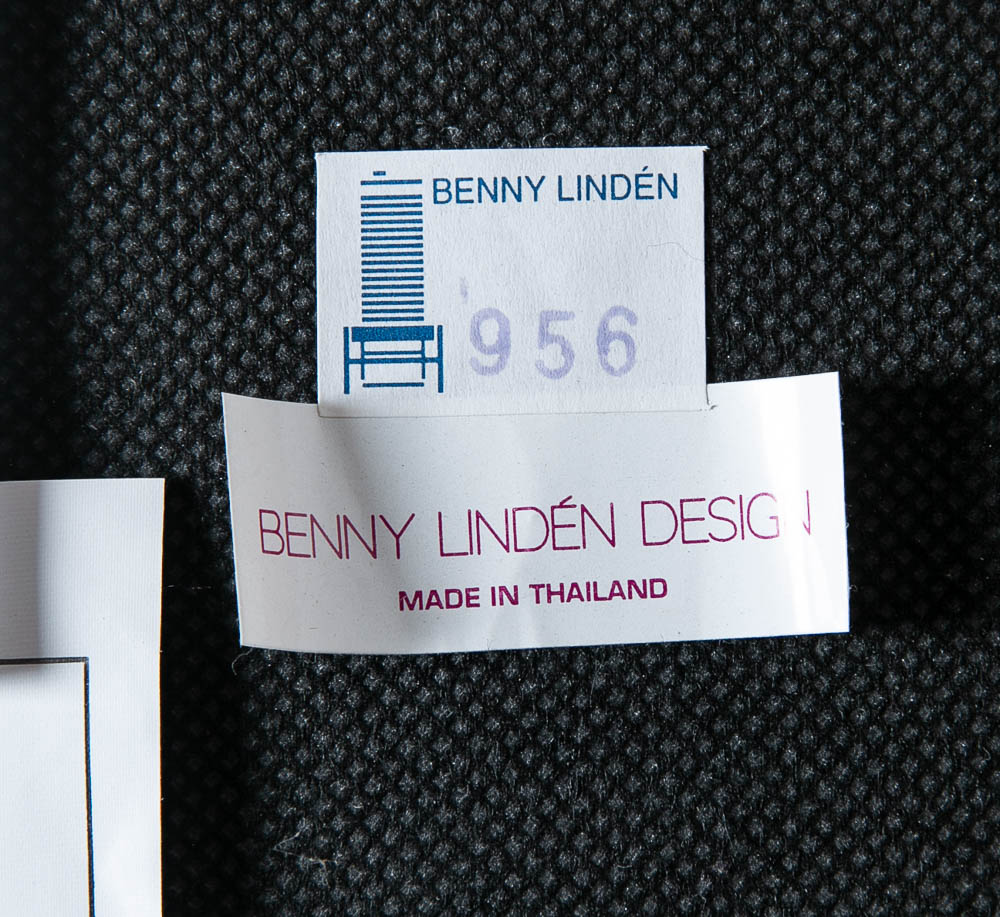 BENNY LINDÉN
956
BENNY LINDÉN DESIGN
MADE IN THAILAND